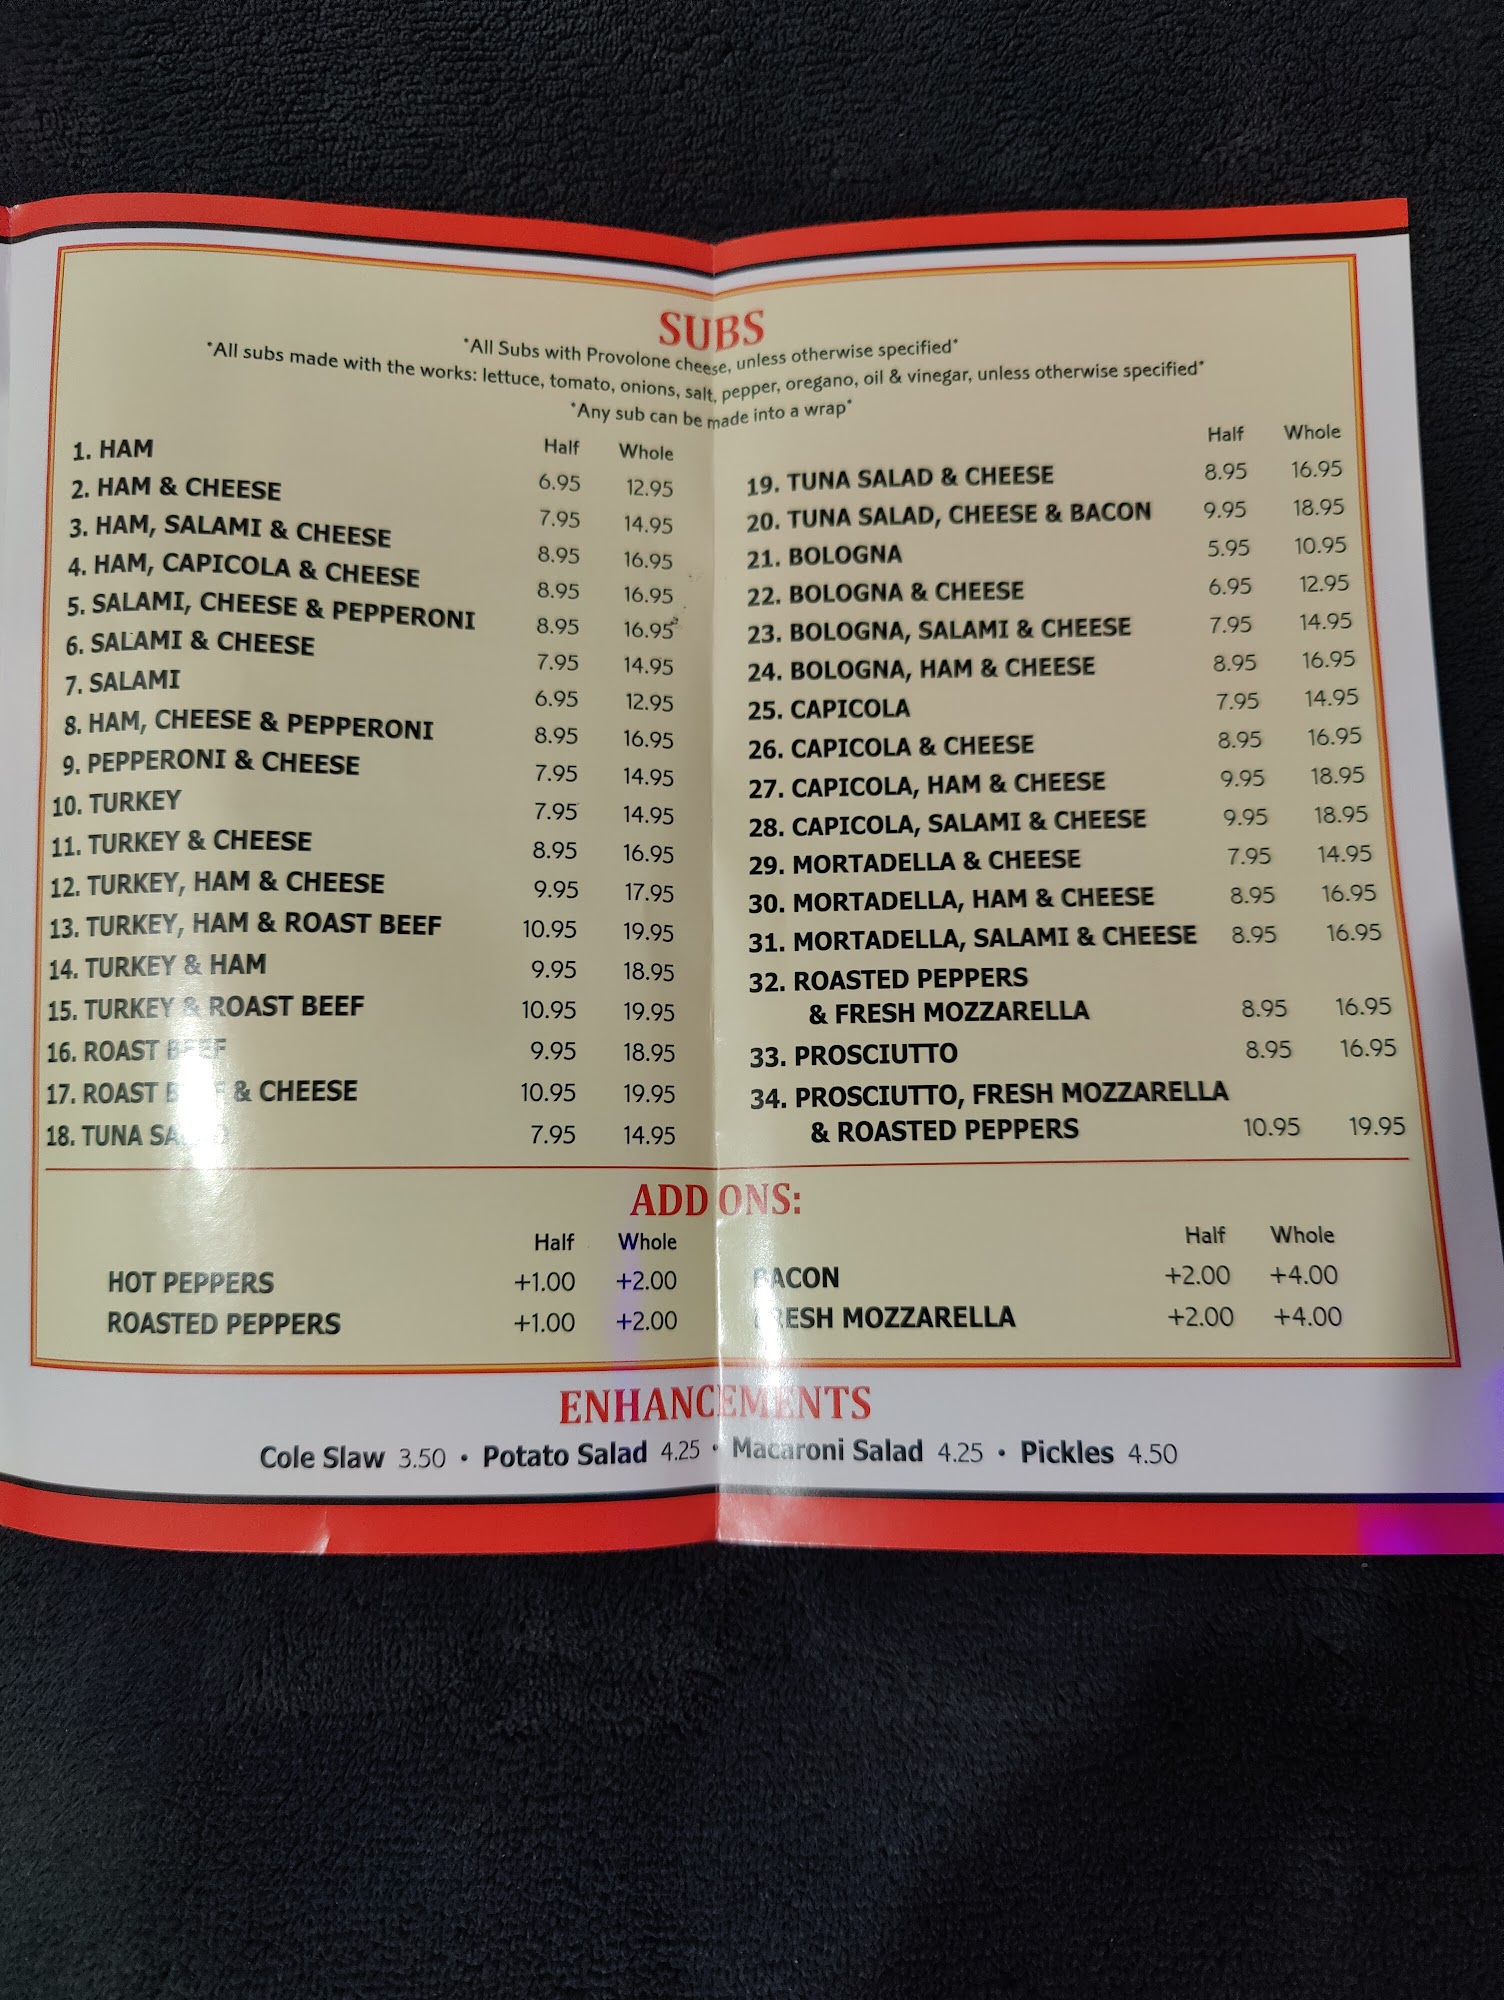 SUBS
*All Subs with Provolone cheese, unless otherwise specified*
*All subs made with the works: lettuce, tomato, onions, salt, pepper, oregano, oil & vinegar, unless otherwise specified*
*Any sub can be made into a wrap*
Half Whole
1. HAM 6.95 12.95
2. HAM & CHEESE 7.95 14.95
3. HAM, SALAMI & CHEESE 8.95 16.95
4. HAM, CAPICOLA & CHEESE 8.95 16.95
5. SALAMI, CHEESE & PEPPERONI 8.95 16.95
6. SALAMI & CHEESE 7.95 14.95
7. SALAMI 6.95 12.95
8. HAM, CHEESE & PEPPERONI 8.95 16.95
9. PEPPERONI & CHEESE 7.95 14.95
10. TURKEY 7.95 14.95
11. TURKEY & CHEESE 8.95 16.95
12. TURKEY, HAM & CHEESE 9.95 17.95
13. TURKEY, HAM & ROAST BEEF 10.95 19.95
14. TURKEY & HAM 9.95 18.95
15. TURKEY & ROAST BEEF 10.95 19.95
16. ROAST BEEF 9.95 18.95
17. ROAST BEEF & CHEESE 10.95 19.95
18. TUNA SALAD 7.95 14.95
Half Whole
19. TUNA SALAD & CHEESE 8.95 16.95
20. TUNA SALAD, CHEESE & BACON 9.95 18.95
21. BOLOGNA 5.95 10.95
22. BOLOGNA & CHEESE 6.95 12.95
23. BOLOGNA, SALAMI & CHEESE 7.95 14.95
24. BOLOGNA, HAM & CHEESE 8.95 16.95
25. CAPICOLA 7.95 14.95
26. CAPICOLA & CHEESE 8.95 16.95
27. CAPICOLA, HAM & CHEESE 9.95 18.95
28. CAPICOLA, SALAMI & CHEESE 9.95 18.95
29. MORTADELLA & CHEESE 7.95 14.95
30. MORTADELLA, HAM & CHEESE 8.95 16.95
31. MORTADELLA, SALAMI & CHEESE 8.95 16.95
32. ROASTED PEPPERS
& FRESH MOZZARELLA 8.95 16.95
33. PROSCIUTTO 8.95 16.95
34. PROSCIUTTO, FRESH MOZZARELLA
& ROASTED PEPPERS 10.95 19.95
ADD ONS:
Half Whole
HOT PEPPERS +1.00 +2.00
ROASTED PEPPERS +1.00 +2.00
Half Whole
BACON +2.00 +4.00
FRESH MOZZARELLA +2.00 +4.00
ENHANCEMENTS
Cole Slaw 3.50 • Potato Salad 4.25 • Macaroni Salad 4.25 • Pickles 4.50